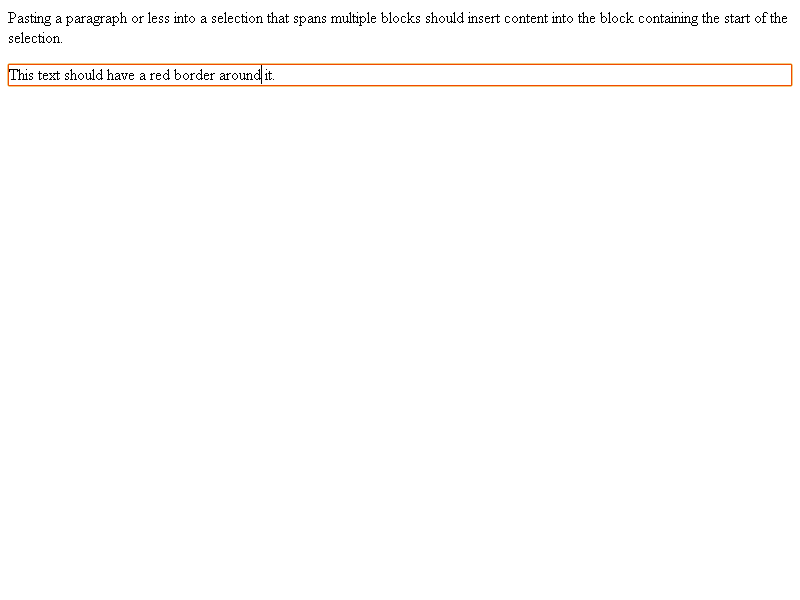 Pasting a paragraph or less into a selection that spans multiple blocks should insert content into the block containing the start of the
selection.
This text should have a red border around it.